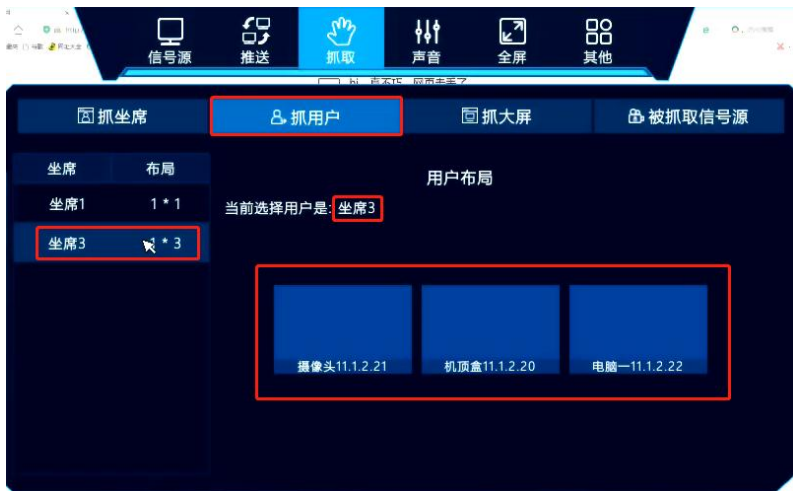 信号源 推送 抓取 声音 全屏 其他
抓坐席 抓用户 抓大屏 被抓取信号源
坐席 布局
用户布局
坐席1 1 * 1
当前选择用户是: 坐席3
坐席3 1 * 3
摄像头11.1.2.21 机顶盒11.1.2.20 电脑一11.1.2.22